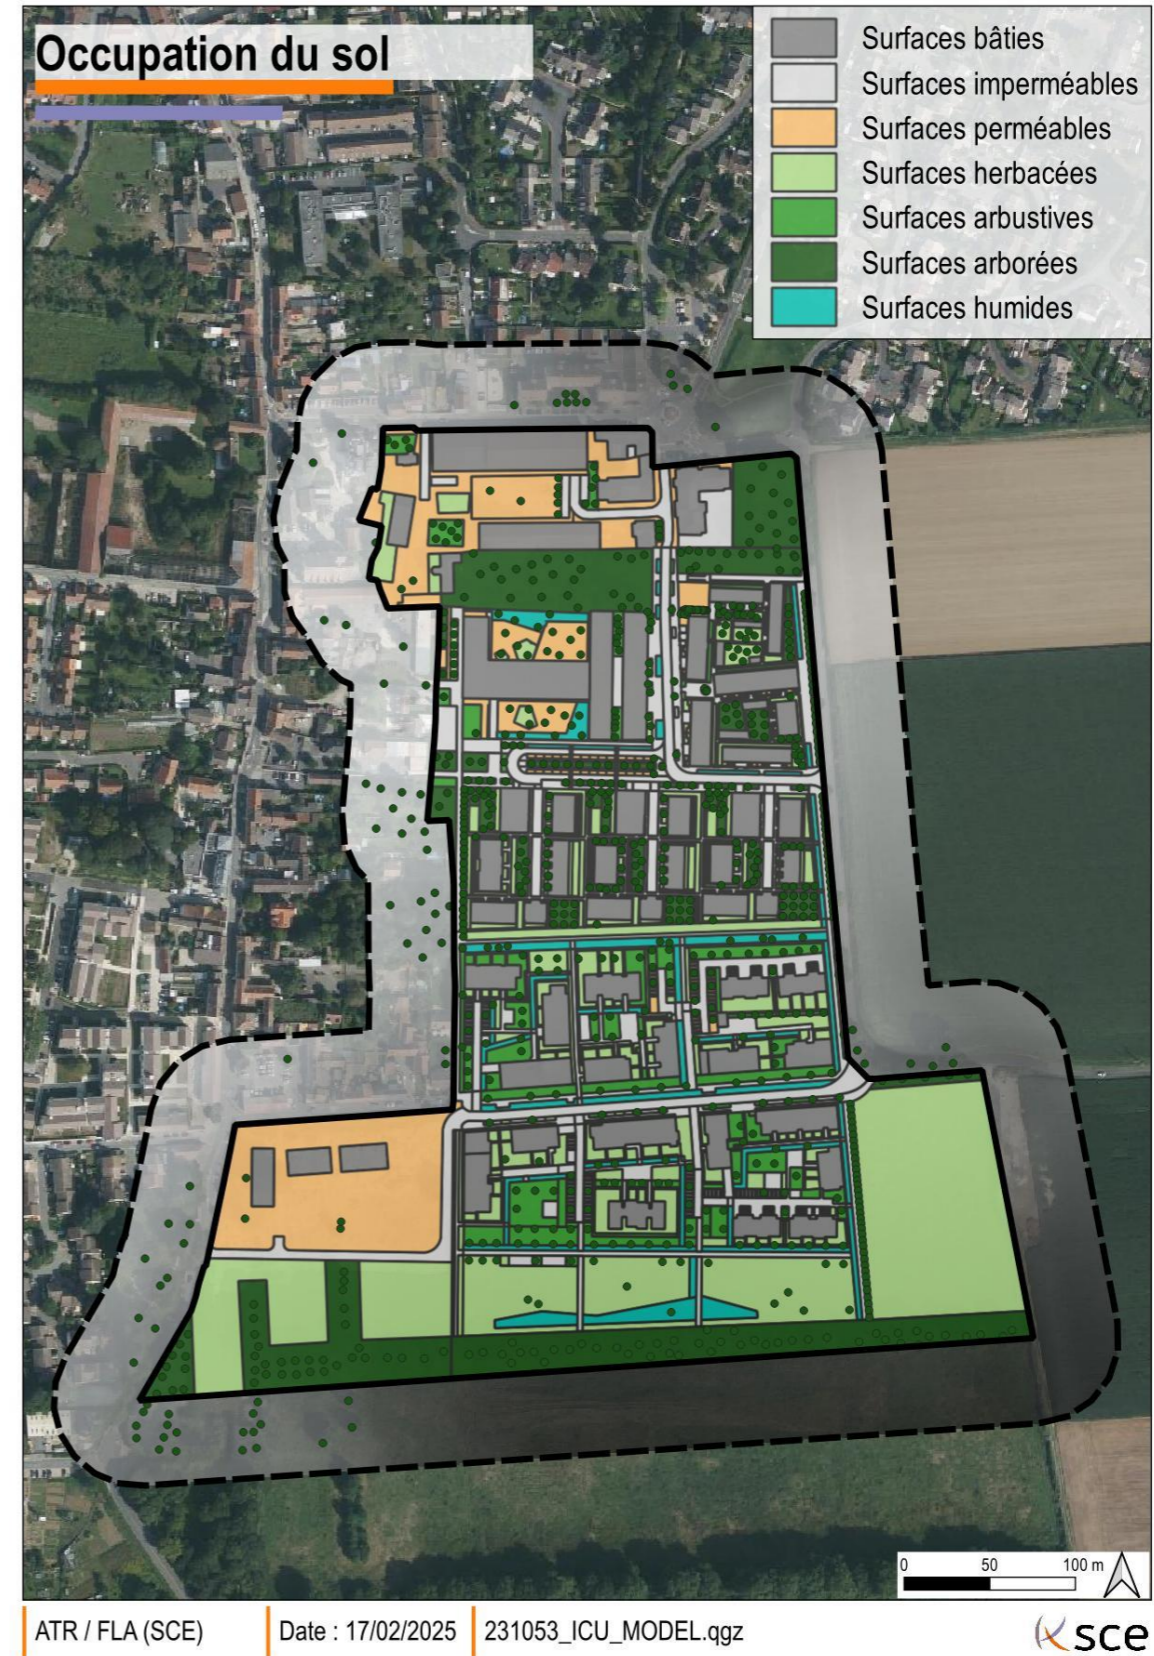 Occupation du sol
Surfaces bâties
Surfaces imperméables
Surfaces perméables
Surfaces herbacées
Surfaces arbustives
Surfaces arborées
Surfaces humides
0 50 100 m
ATR / FLA (SCE)
Date : 17/02/2025
231053_ICU_MODEL.qgz
sce